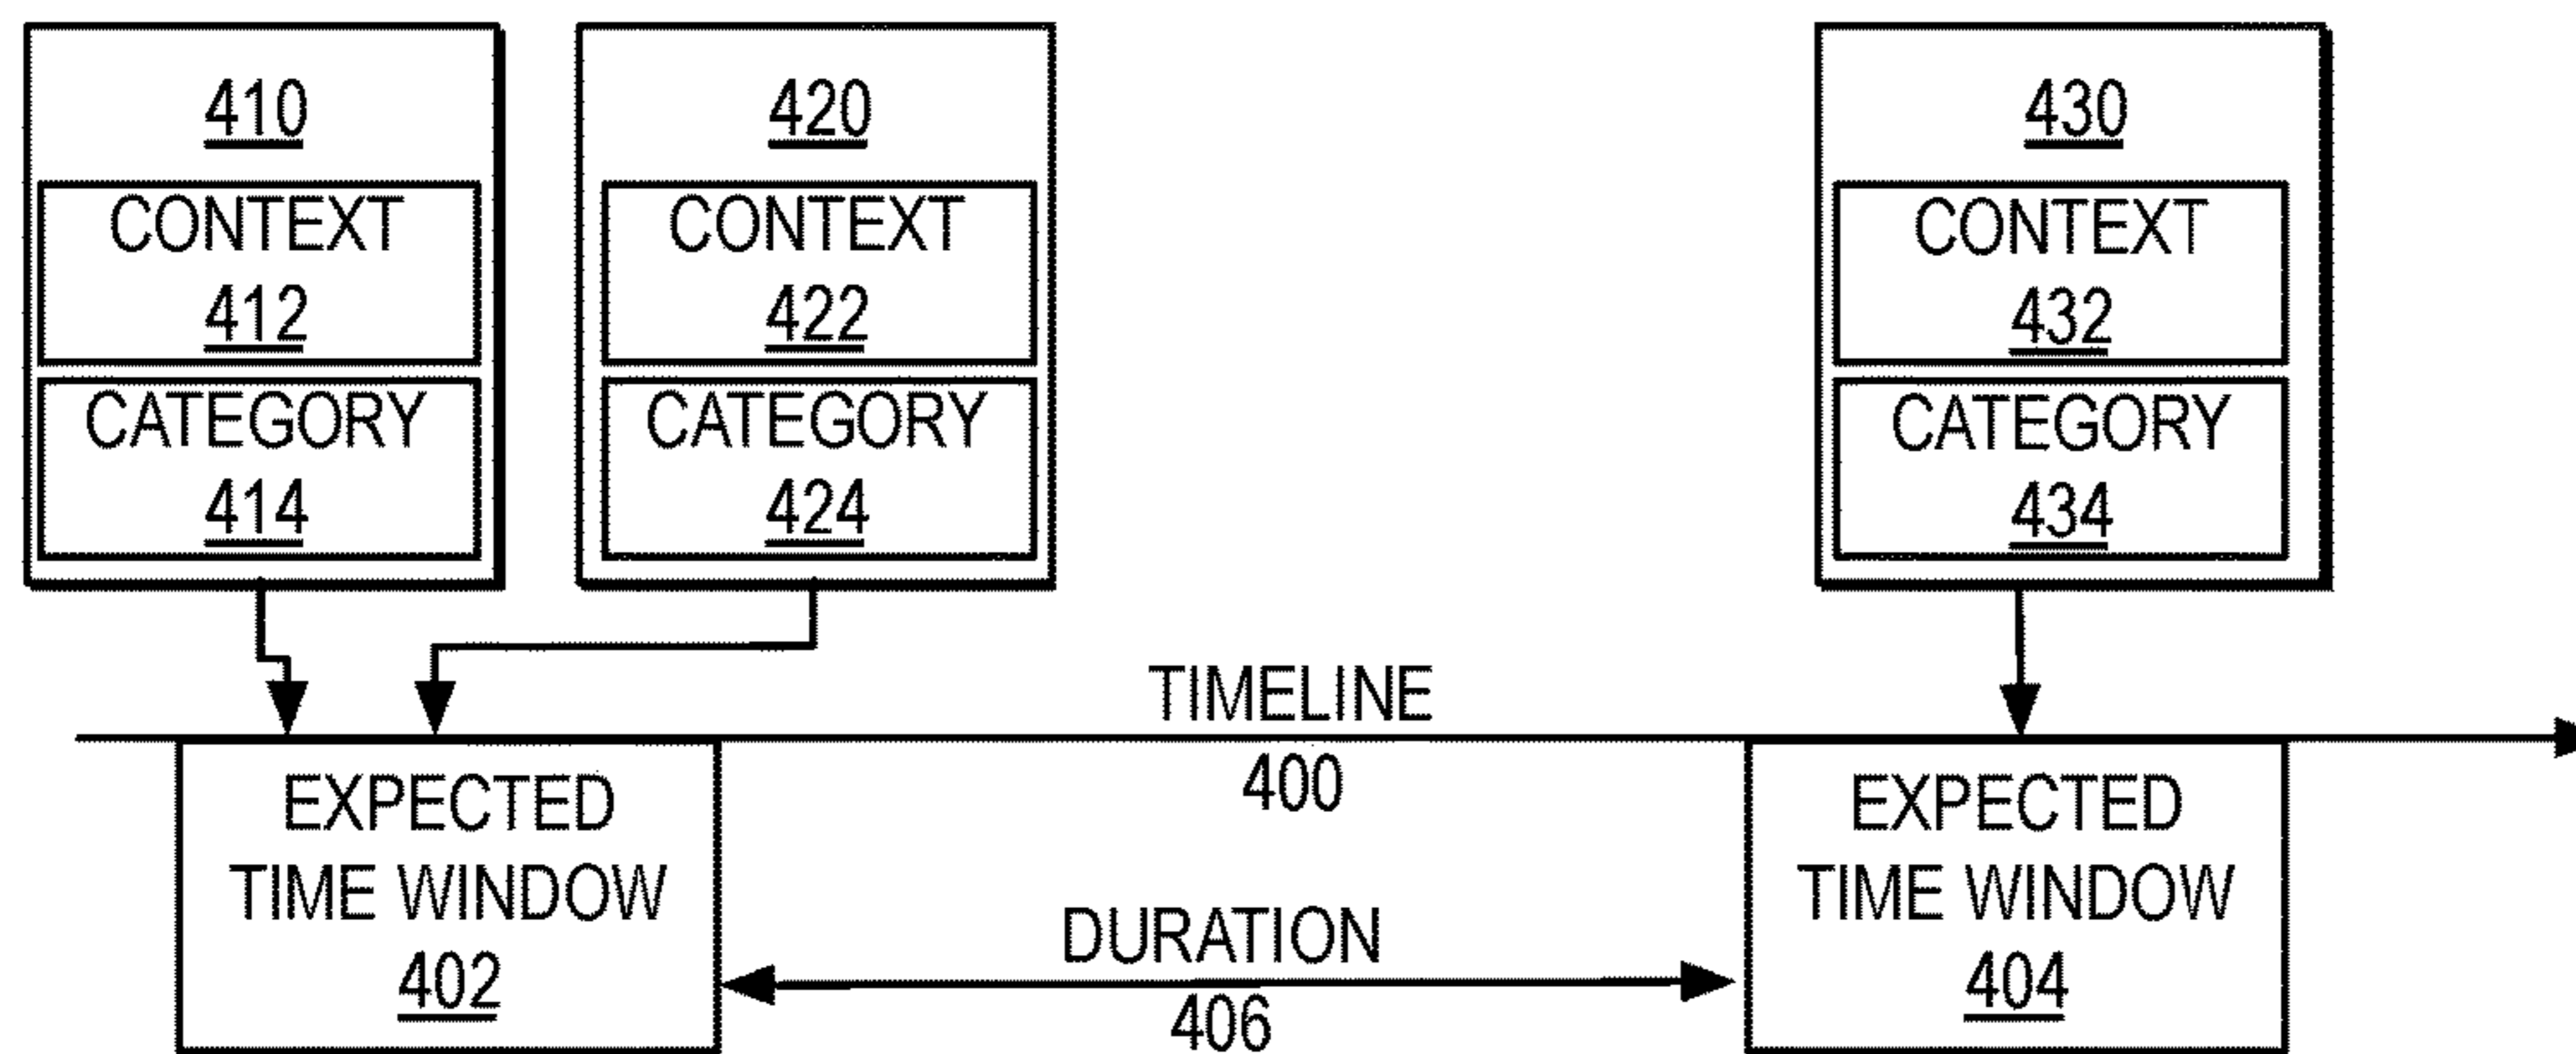 410
CONTEXT
412
CATEGORY
414
420
CONTEXT
422
CATEGORY
424
430
CONTEXT
432
CATEGORY
434
TIMELINE
400
EXPECTED
TIME WINDOW
402
DURATION
406
EXPECTED
TIME WINDOW
404